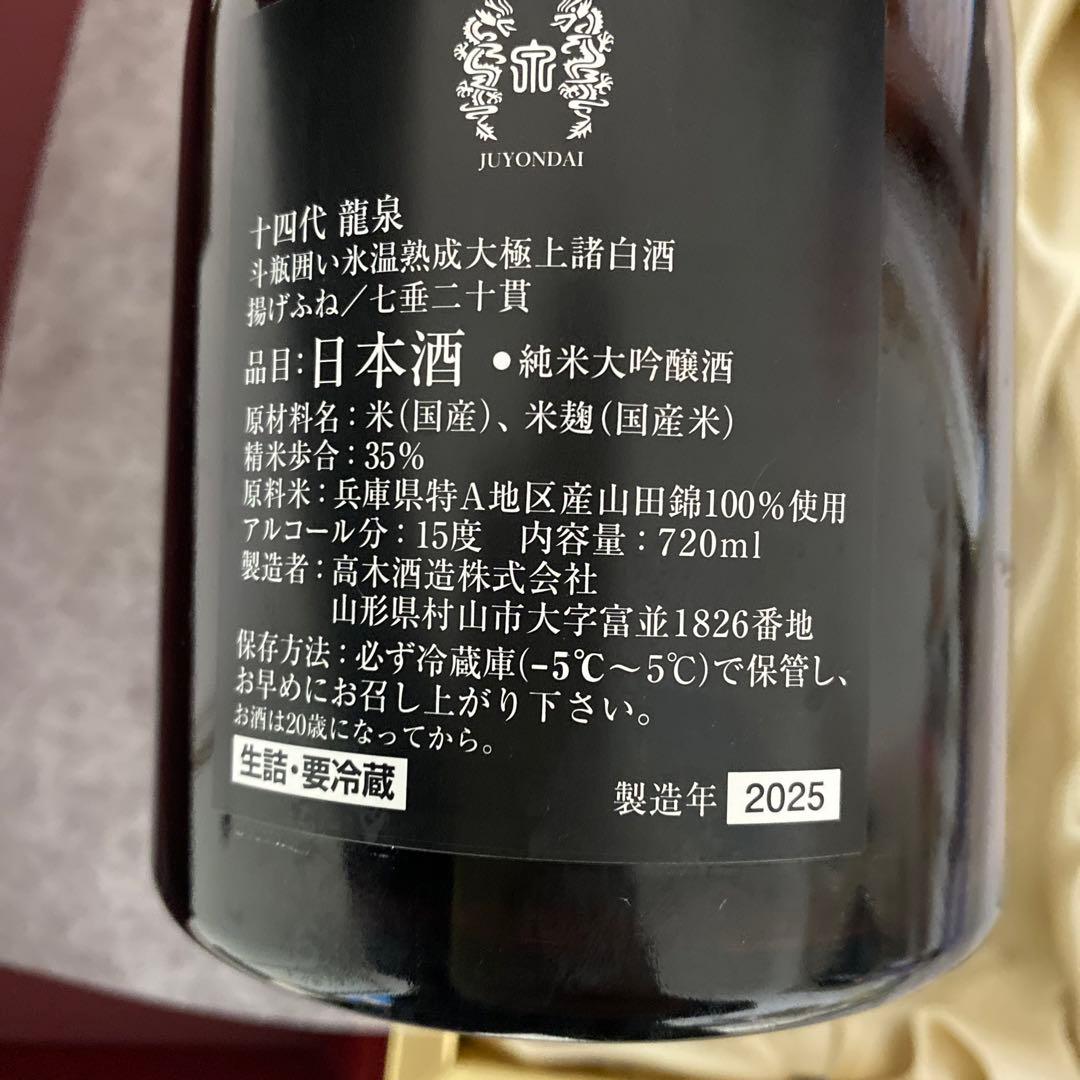 JUYONDAI
十四代 龍泉
斗瓶囲い氷温熟成大極上諸白酒
揚げふね／七垂二十貫
品目：日本酒 ●純米大吟醸酒
原材料名：米（国産）、米麹（国産米）
精米歩合：35％
原料米：兵庫県特A地区産山田錦100％使用
アルコール分：15度　内容量：720ml
製造者：高木酒造株式会社
山形県村山市大字富並1826番地
保存方法：必ず冷蔵庫(−5℃〜5℃)で保管し、
お早めにお召し上がり下さい。
お酒は20歳になってから。
生詰・要冷蔵
製造年 2025